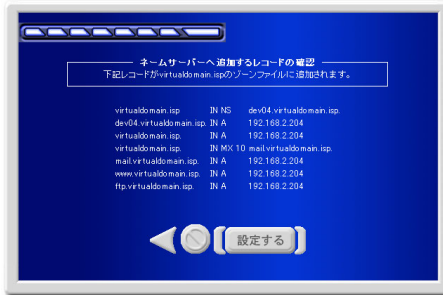 ネームサーバーへ追加するレコードの確認
下記レコードがvirtualdomain.ispのゾーンファイルに追加されます。
virtualdomain.isp IN NS dev04.virtualdomain.isp.
dev04.virtualdomain.isp. IN A 192.168.2.204
virtualdomain.isp. IN A 192.168.2.204
virtualdomain.isp. IN MX 10 mail.virtualdomain.isp.
mail.virtualdomain.isp. IN A 192.168.2.204
www.virtualdomain.isp. IN A 192.168.2.204
ftp.virtualdomain.isp. IN A 192.168.2.204
設定する